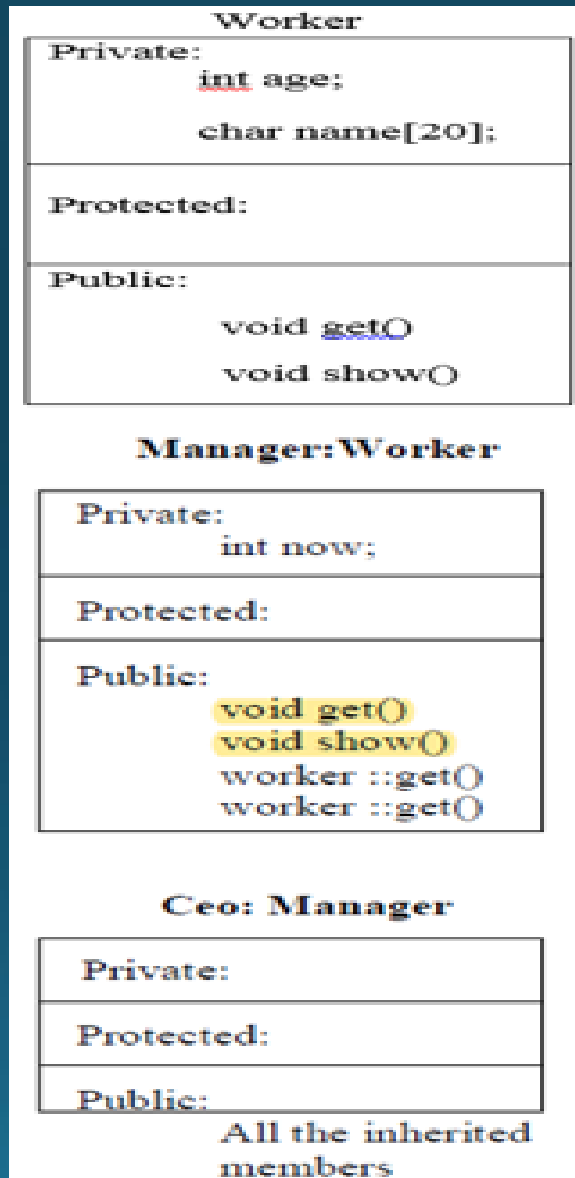 Worker
Private:
int age;
char name[20];
Protected:
Public:
void get()
void show()
Manager:Worker
Private:
int now;
Protected:
Public:
void get()
void show()
worker ::get()
worker ::get()
Ceo: Manager
Private:
Protected:
Public:
All the inherited
members